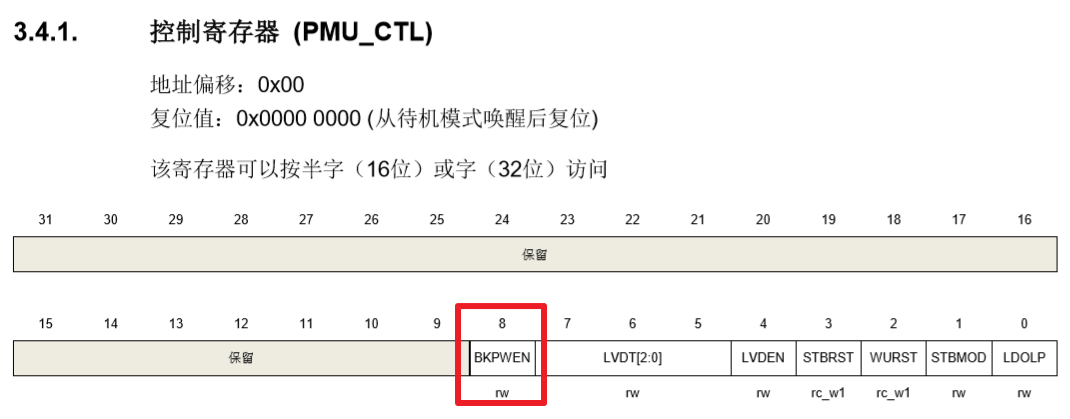 3.4.1. 控制寄存器 (PMU_CTL)
地址偏移：0x00
复位值：0x0000 0000 (从待机模式唤醒后复位)
该寄存器可以按半字（16位）或字（32位）访问
31 30 29 28 27 26 25 24 23 22 21 20 19 18 17 16
保留
15 14 13 12 11 10 9 8 7 6 5 4 3 2 1 0
保留 BKPWEN LVDT[2:0] LVDEN STBRST WURST STBMOD LDOLP
rw rw rw rc_w1 rc_w1 rw rw